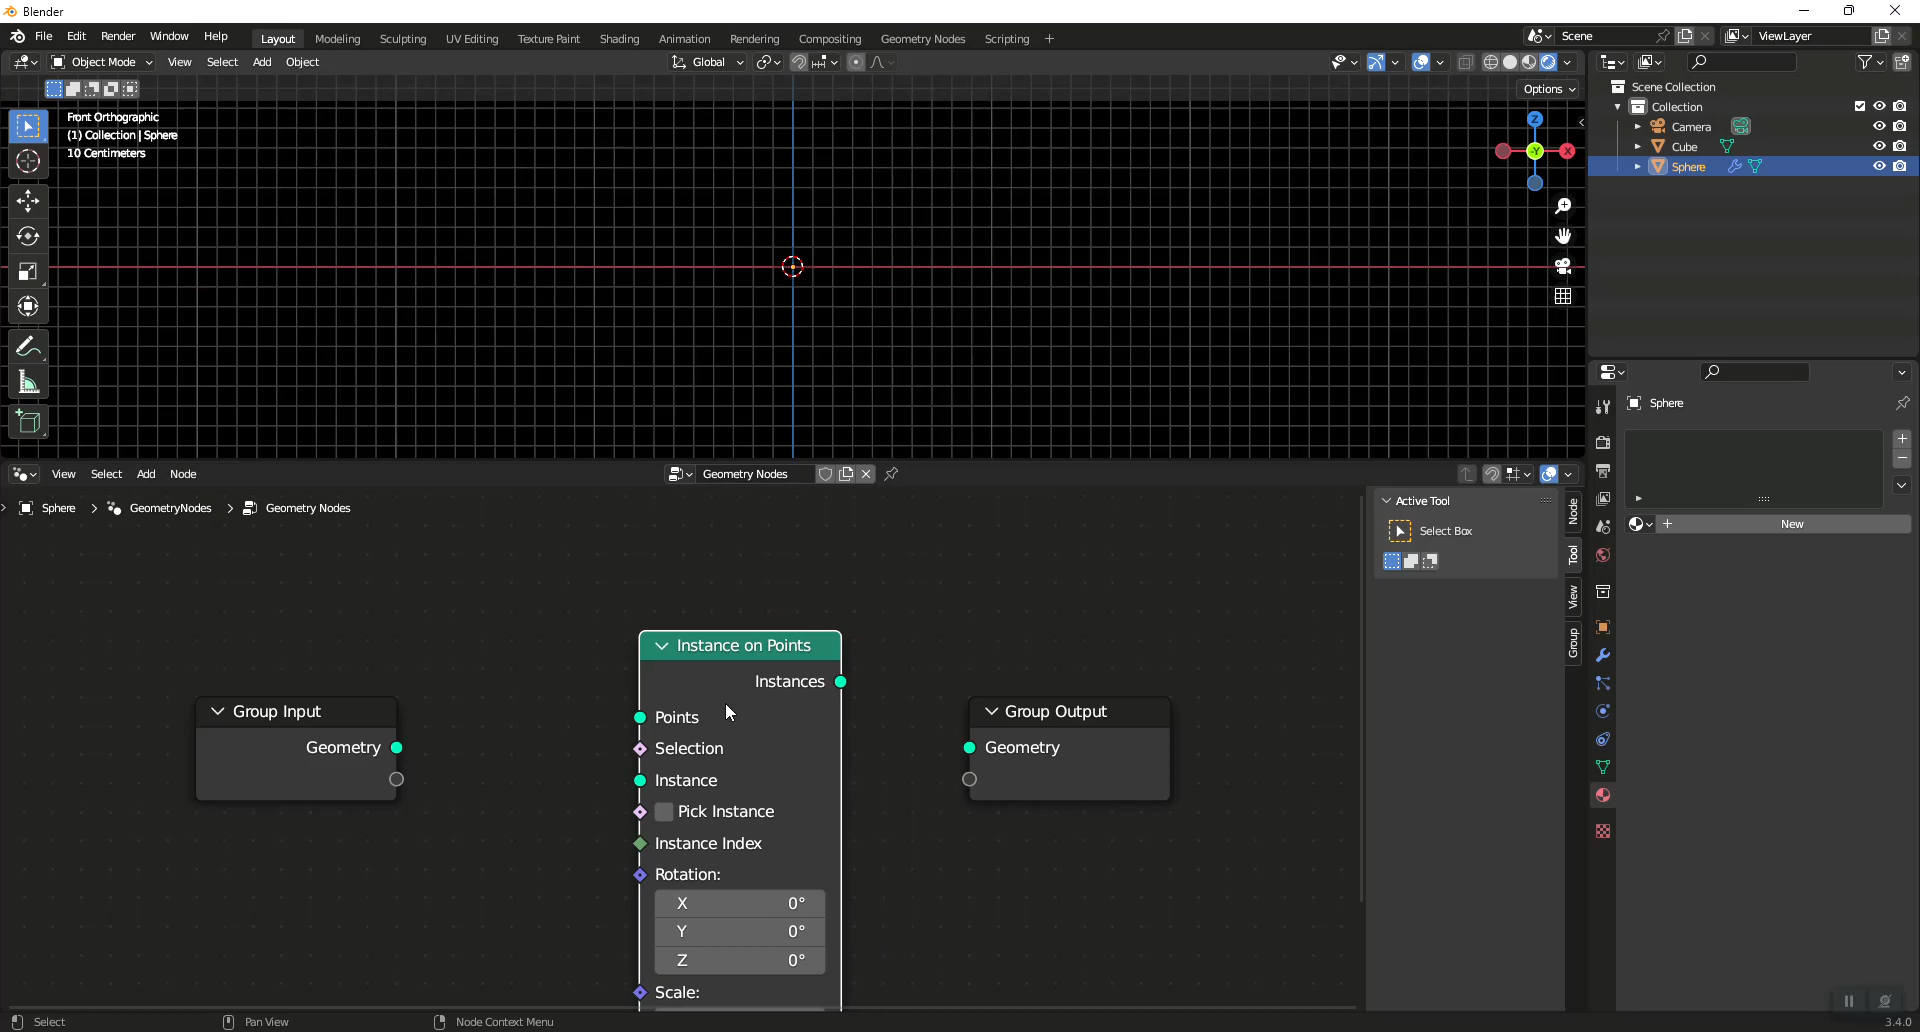 Blender
File Edit Render Window Help Layout Modeling Sculpting UV Editing Texture Paint Shading Animation Rendering Compositing Geometry Nodes Scripting + Scene ViewLayer
Object Mode View Select Add Object Global
Options
Front Orthographic
(1) Collection | Sphere
10 Centimeters
Z
-Y X
Scene Collection
Collection
Camera
Cube
Sphere
Sphere
+ New
View Select Add Node Geometry Nodes
Sphere > GeometryNodes > Geometry Nodes
Active Tool
Select Box
Node
Tool
View
Group
Group Input
Geometry
Instance on Points
Instances
Points
Selection
Instance
Pick Instance
Instance Index
Rotation:
X 0°
Y 0°
Z 0°
Scale:
Group Output
Geometry
Select Pan View Node Context Menu 3.4.0